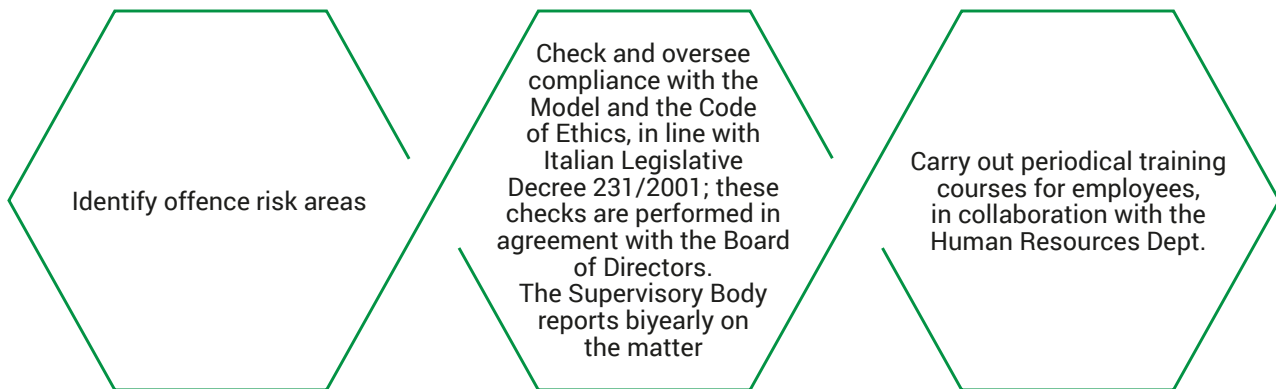 Identify offence risk areas
Check and oversee
compliance with the
Model and the Code
of Ethics, in line with
Italian Legislative
Decree 231/2001; these
checks are performed in
agreement with the Board
of Directors.
The Supervisory Body
reports biyearly on
the matter
Carry out periodical training
courses for employees,
in collaboration with the
Human Resources Dept.